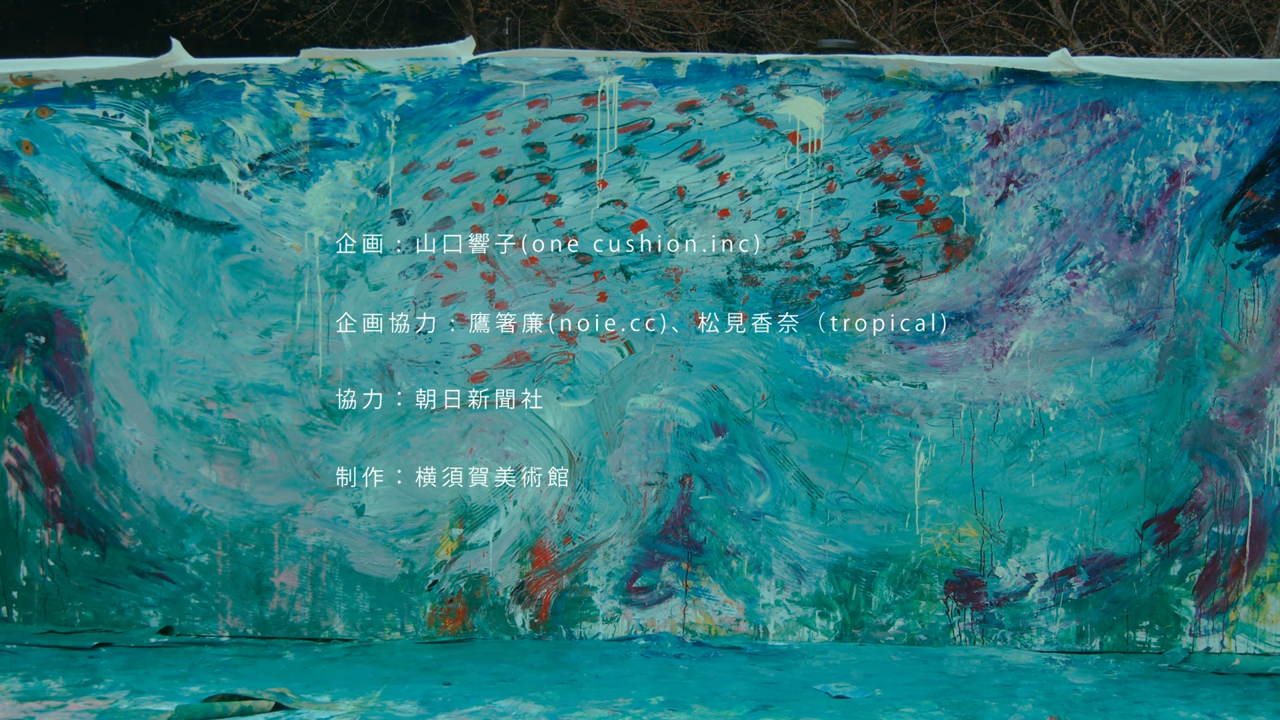 企画：山口響子(one cushion.inc)
企画協力：鷹箸廉(noie.cc)、松見香奈（tropical)
協力：朝日新聞社
制作：横須賀美術館